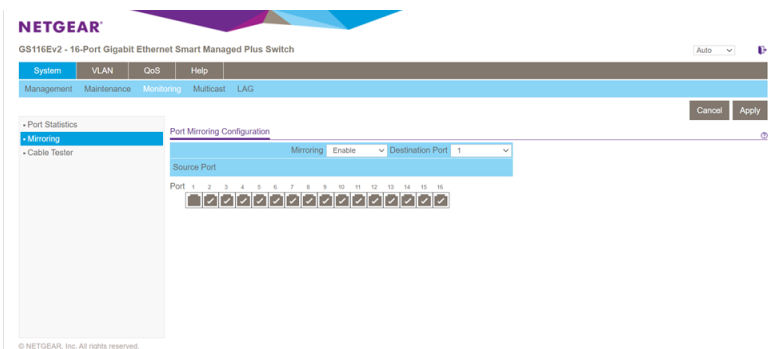 NETGEAR®
GS116Ev2 - 16-Port Gigabit Ethernet Smart Managed Plus Switch
Auto
System VLAN QoS Help
Management Maintenance Monitoring Multicast LAG
Cancel Apply
• Port Statistics
• Mirroring
• Cable Tester
Port Mirroring Configuration
Mirroring Enable Destination Port 1
Source Port
Port 1 2 3 4 5 6 7 8 9 10 11 12 13 14 15 16
© NETGEAR, Inc. All rights reserved.